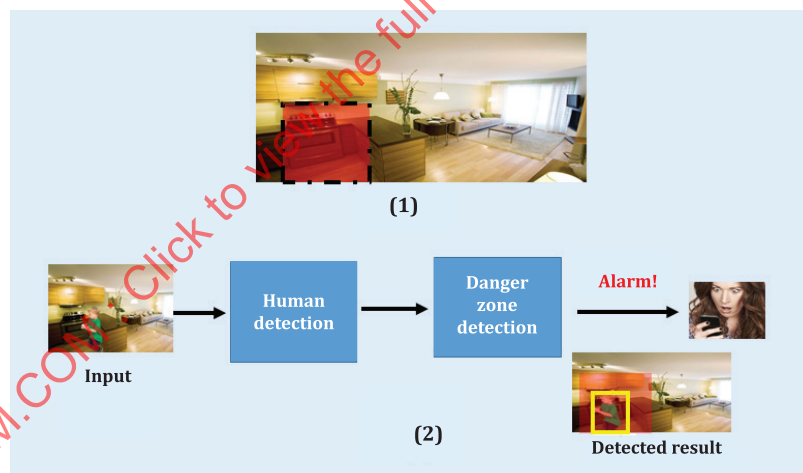 (1)
Human
detection
Danger
zone
detection
Alarm!
Input
(2)
Detected result
M.COM : Click to view the full